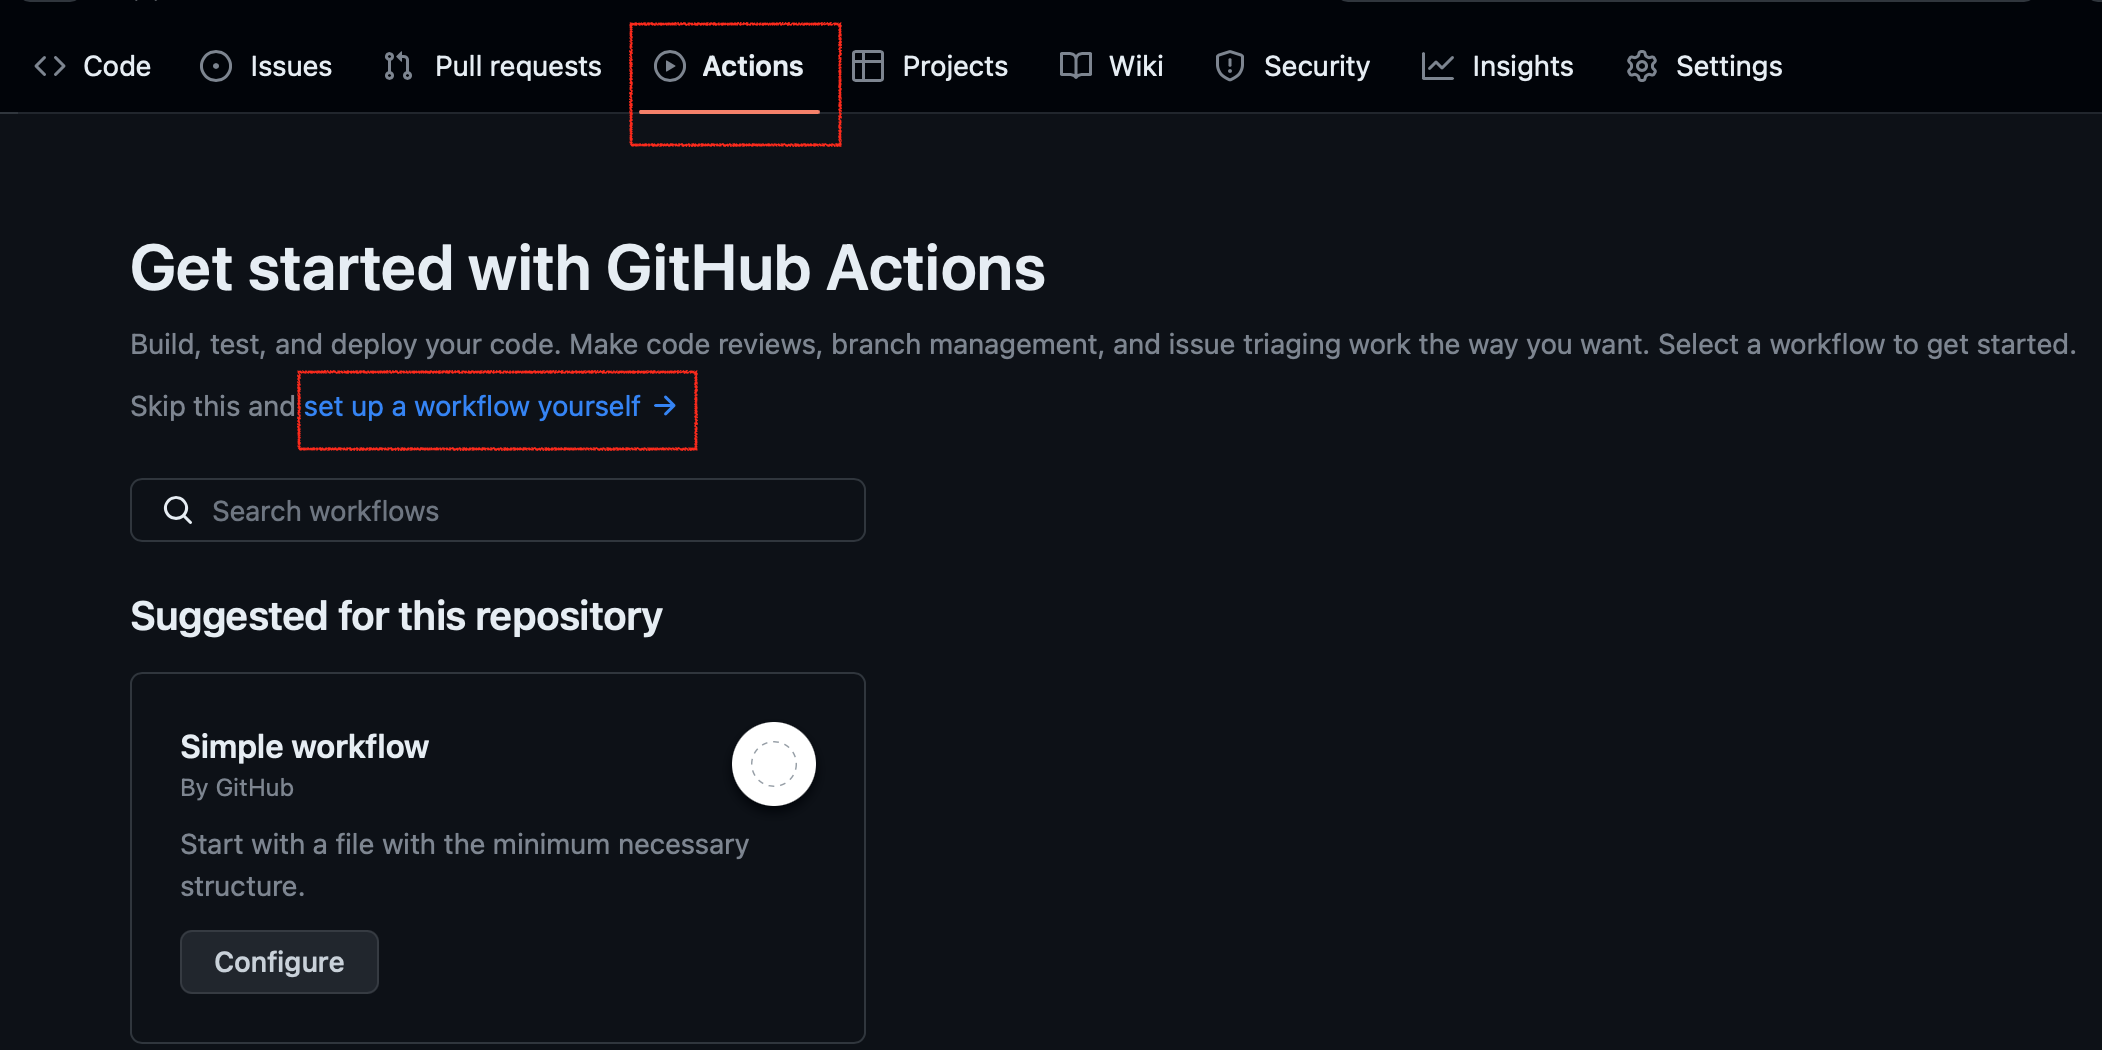 Code Issues Pull requests Actions Projects Wiki Security Insights Settings
Get started with GitHub Actions
Build, test, and deploy your code. Make code reviews, branch management, and issue triaging work the way you want. Select a workflow to get started.
Skip this and set up a workflow yourself →
Search workflows
Suggested for this repository
Simple workflow
By GitHub
Start with a file with the minimum necessary
structure.
Configure